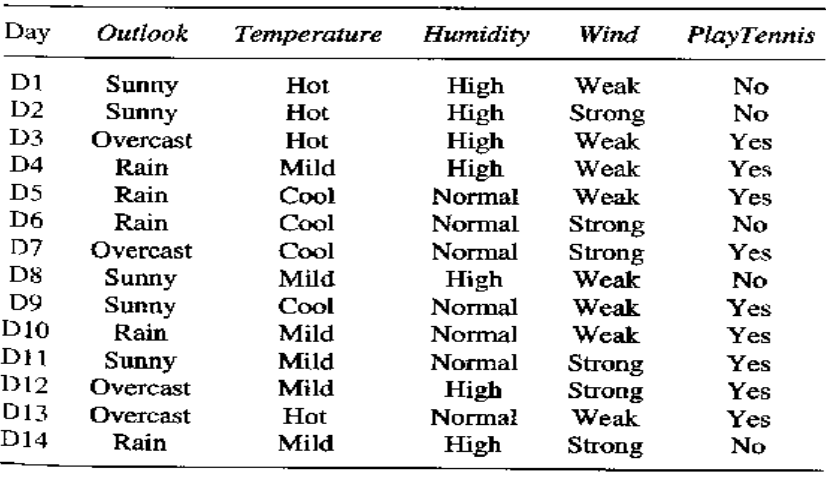 Day Outlook Temperature Humidity Wind PlayTennis
D1 Sunny Hot High Weak No
D2 Sunny Hot High Strong No
D3 Overcast Hot High Weak Yes
D4 Rain Mild High Weak Yes
D5 Rain Cool Normal Weak Yes
D6 Rain Cool Normal Strong No
D7 Overcast Cool Normal Strong Yes
D8 Sunny Mild High Weak No
D9 Sunny Cool Normal Weak Yes
D10 Rain Mild Normal Weak Yes
D11 Sunny Mild Normal Strong Yes
D12 Overcast Mild High Strong Yes
D13 Overcast Hot Normal Weak Yes
D14 Rain Mild High Strong No